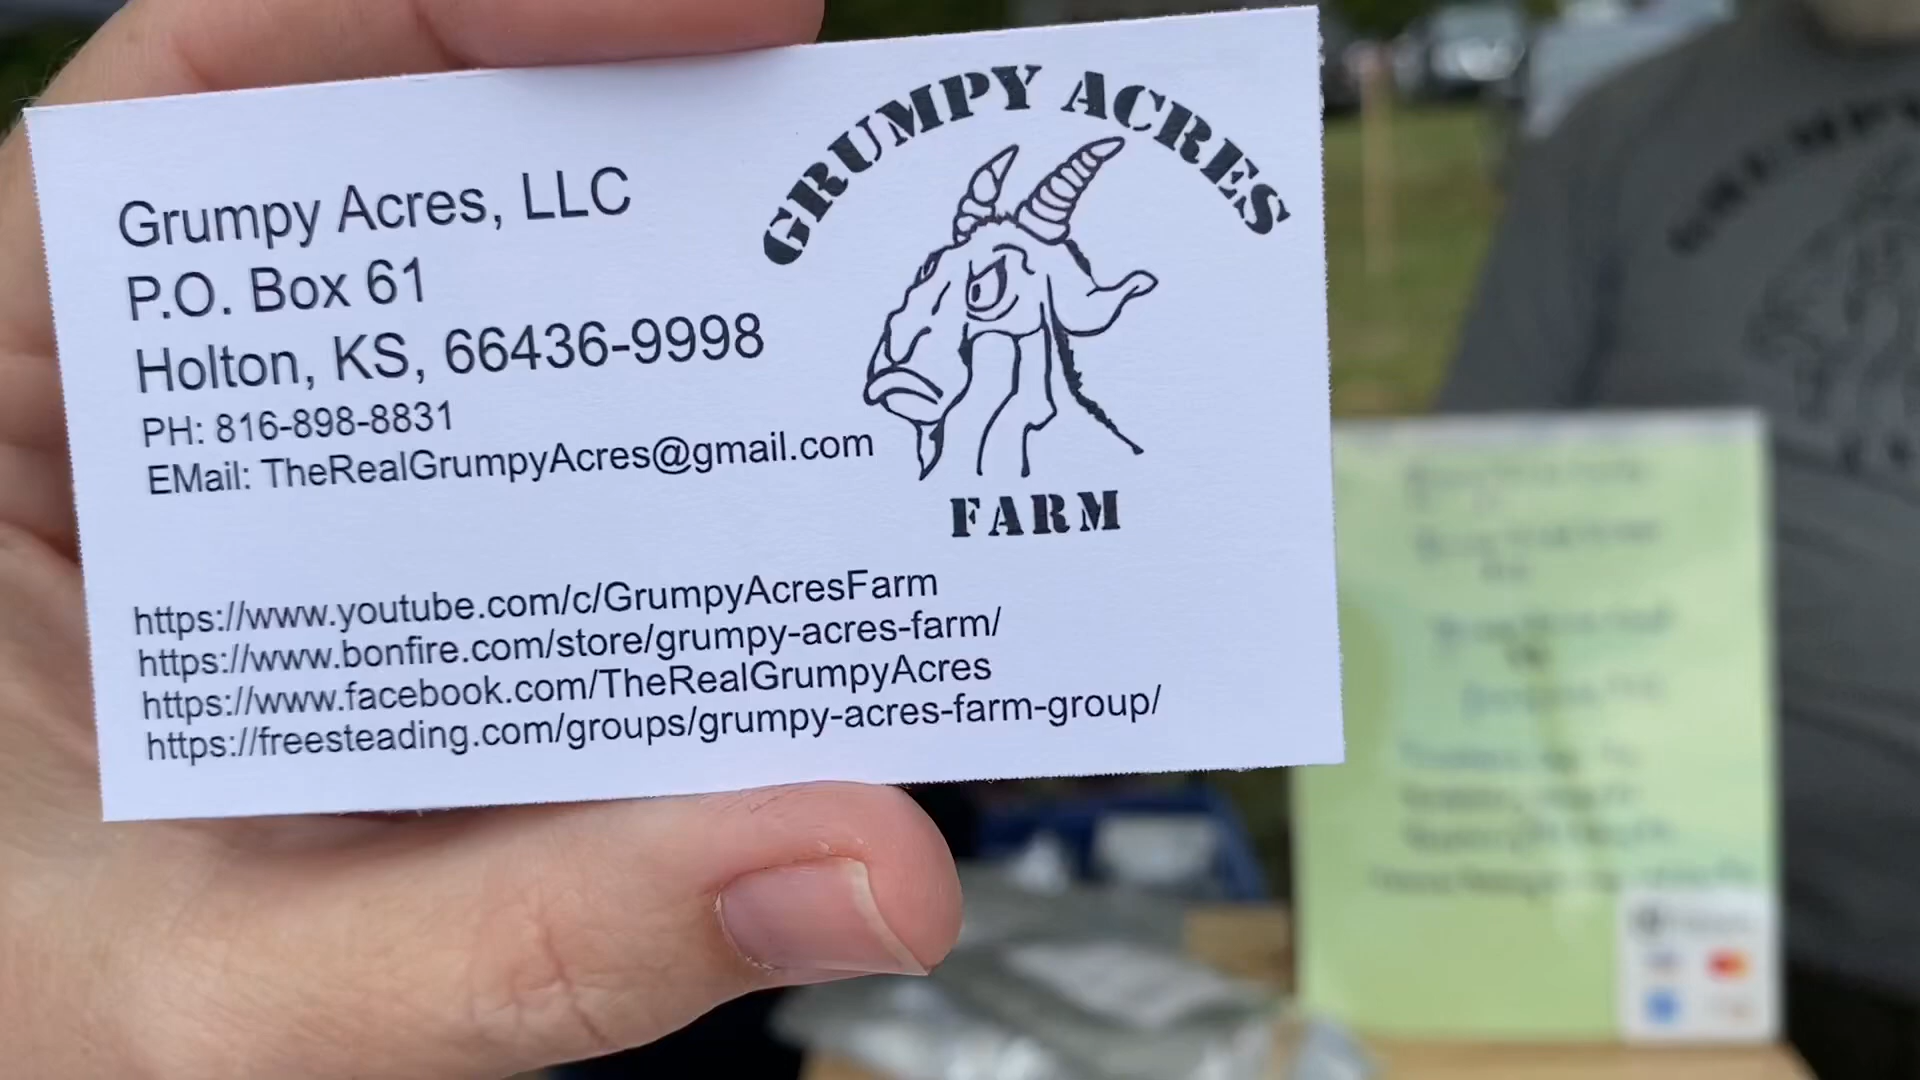 Grumpy Acres, LLC
P.O. Box 61
Holton, KS, 66436-9998
PH: 816-898-8831
EMail: TheRealGrumpyAcres@gmail.com
GRUMPY ACRES
FARM
https://www.youtube.com/c/GrumpyAcresFarm
https://www.bonfire.com/store/grumpy-acres-farm/
https://www.facebook.com/TheRealGrumpyAcres
https://freesteading.com/groups/grumpy-acres-farm-group/